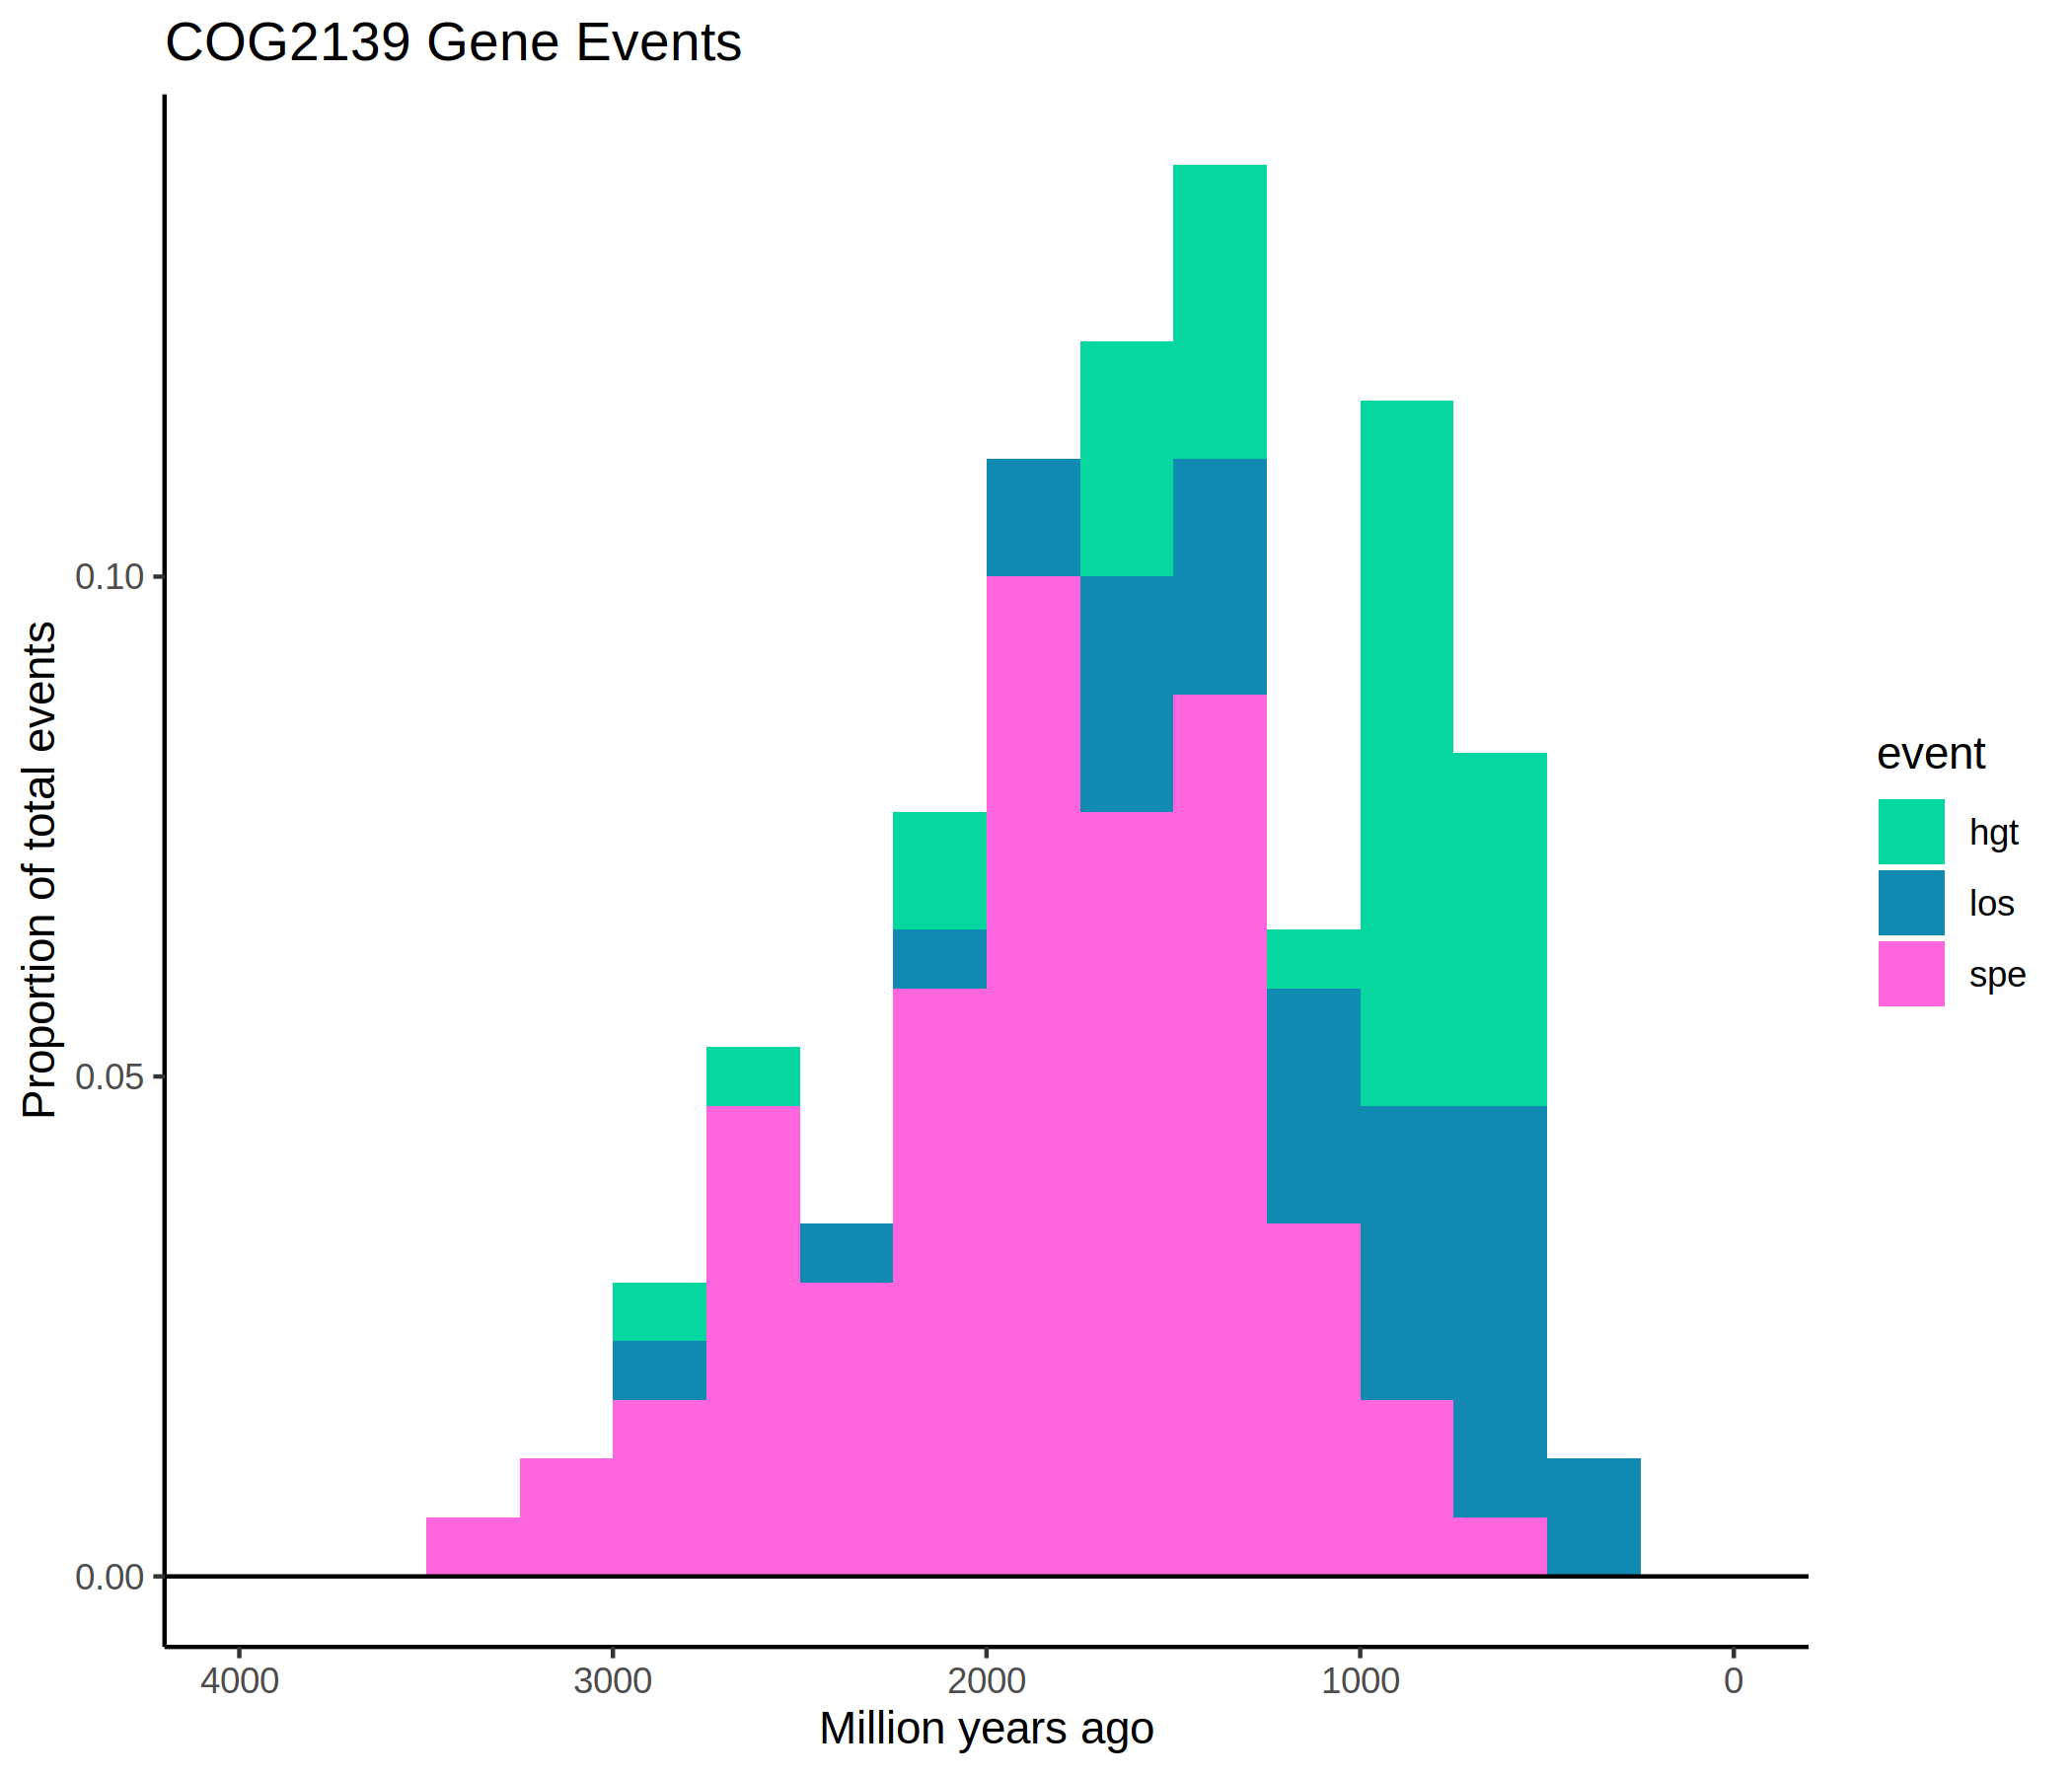 COG2139 Gene Events
Proportion of total events
0.10
0.05
0.00
4000 3000 2000 1000 0
Million years ago
event
hgt
los
spe